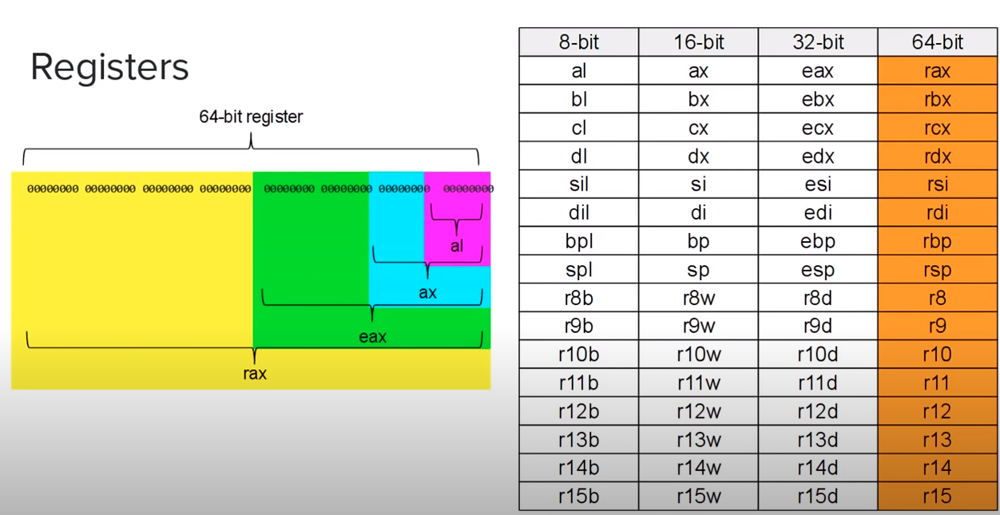 Registers
64-bit register
00000000 00000000 00000000 00000000 00000000 00000000 00000000 00000000
al
ax
eax
rax
8-bit 16-bit 32-bit 64-bit
al ax eax rax
bl bx ebx rbx
cl cx ecx rcx
dl dx edx rdx
sil si esi rsi
dil di edi rdi
bpl bp ebp rbp
spl sp esp rsp
r8b r8w r8d r8
r9b r9w r9d r9
r10b r10w r10d r10
r11b r11w r11d r11
r12b r12w r12d r12
r13b r13w r13d r13
r14b r14w r14d r14
r15b r15w r15d r15